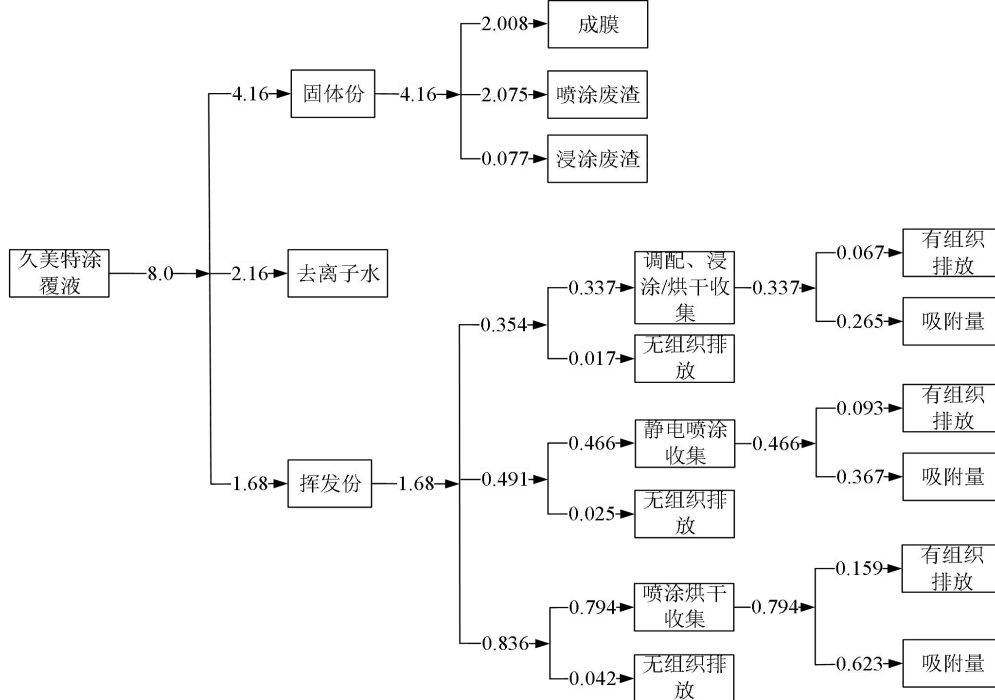 久美特涂
覆液
8.0
4.16
固体份
4.16
2.008
成膜
2.075
喷涂废渣
0.077
浸涂废渣
2.16
去离子水
1.68
挥发份
1.68
0.354
0.337
调配、浸
涂/烘干收
集
0.337
0.067
有组织
排放
0.265
吸附量
0.017
无组织排
放
0.491
0.466
静电喷涂
收集
0.466
0.093
有组织
排放
0.367
吸附量
0.025
无组织排
放
0.836
0.794
喷涂烘干
收集
0.794
0.159
有组织
排放
0.623
吸附量
0.042
无组织排
放